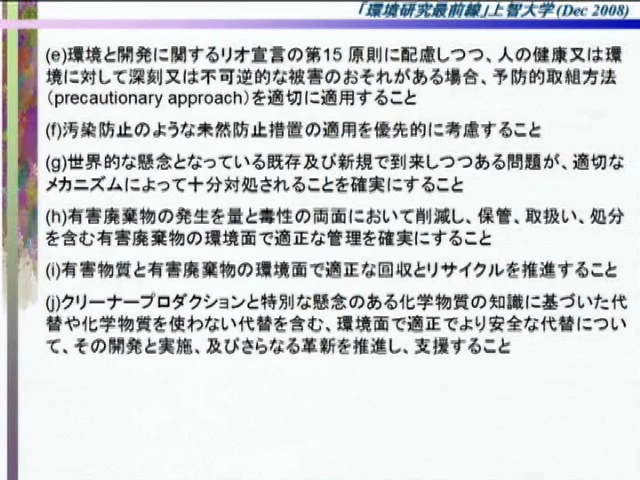 「環境研究最前線」上智大学(Dec 2008)
(e)環境と開発に関するリオ宣言の第15 原則に配慮しつつ、人の健康又は環
境に対して深刻又は不可逆的な被害のおそれがある場合、予防的取組方法
（precautionary approach）を適切に適用すること
(f)汚染防止のような未然防止措置の適用を優先的に考慮すること
(g)世界的な懸念となっている既存及び新規で到来しつつある問題が、適切な
メカニズムによって十分対処されることを確実にすること
(h)有害廃棄物の発生を量と毒性の両面において削減し、保管、取扱い、処分
を含む有害廃棄物の環境面で適正な管理を確実にすること
(i)有害物質と有害廃棄物の環境面で適正な回収とリサイクルを推進すること
(j)クリーナープロダクションと特別な懸念のある化学物質の知識に基づいた代
替や化学物質を使わない代替を含む、環境面で適正でより安全な代替につい
て、その開発と実施、及びさらなる革新を推進し、支援すること